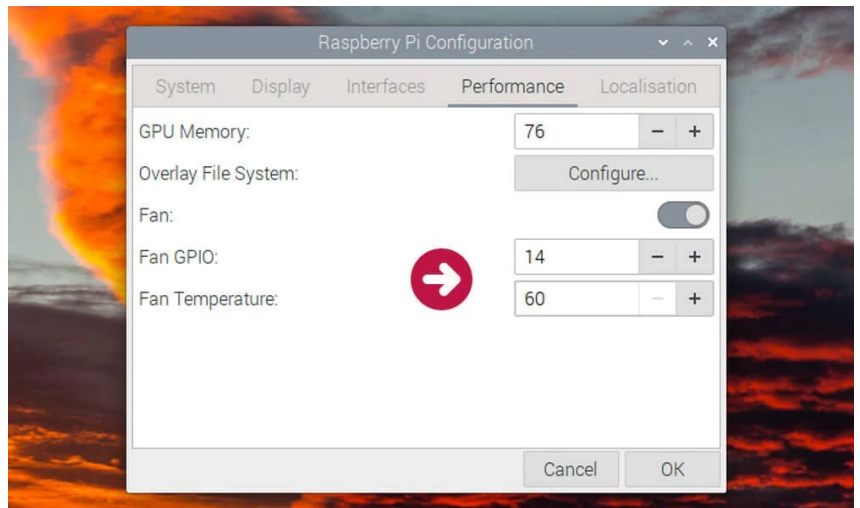 Raspberry Pi Configuration
System Display Interfaces Performance Localisation
GPU Memory: 76 − +
Overlay File System: Configure...
Fan:
Fan GPIO: 14 − +
Fan Temperature: 60 − +
Cancel OK